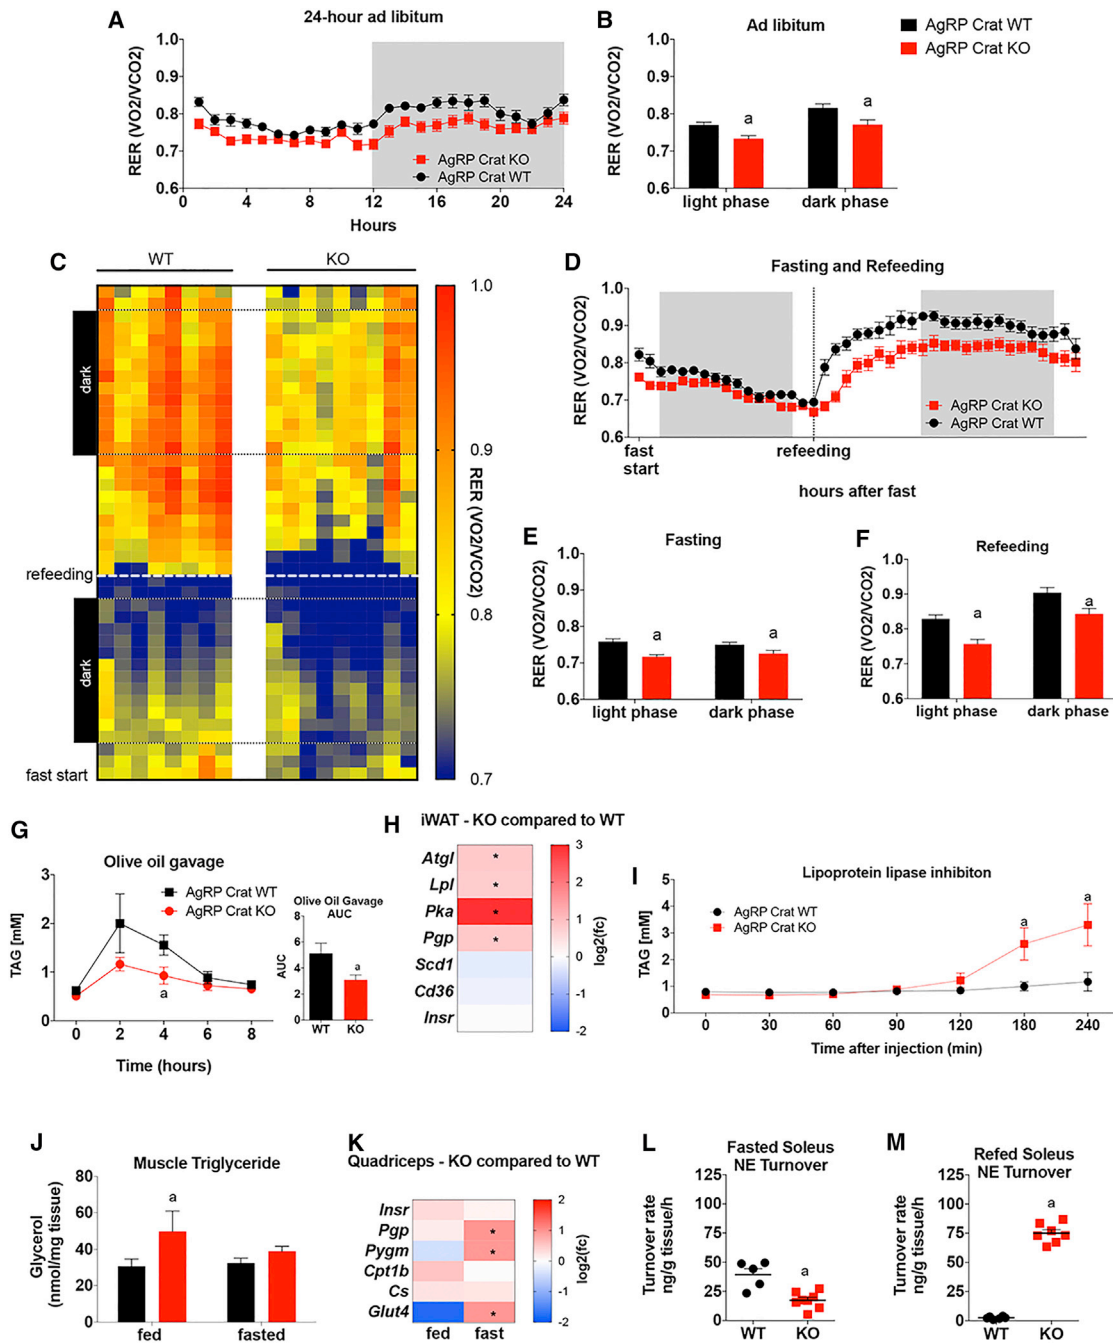 A
24-hour ad libitum
RER (VO2/VCO2)
1.0
0.9
0.8
0.7
0.6
AgRP Crat KO
AgRP Crat WT
0 4 8 12 16 20 24
Hours
B
Ad libitum
AgRP Crat WT
AgRP Crat KO
RER (VO2/VCO2)
1.0
0.9
0.8
0.7
0.6
a
a
light phase dark phase
C
WT KO
dark
refeeding
dark
fast start
1.0
0.9
0.8
0.7
RER (VO2/VCO2)
D
Fasting and Refeeding
RER (VO2/VCO2)
1.0
0.9
0.8
0.7
0.6
AgRP Crat KO
AgRP Crat WT
fast
start
refeeding
hours after fast
E
Fasting
RER (VO2/VCO2)
1.0
0.9
0.8
0.7
0.6
a
a
light phase dark phase
F
Refeeding
RER (VO2/VCO2)
1.0
0.9
0.8
0.7
0.6
a
a
light phase dark phase
G
Olive oil gavage
TAG [mM]
3
2
1
0
AgRP Crat WT
AgRP Crat KO
a
0 2 4 6 8
Time (hours)
Olive Oil Gavage
AUC
AUC
8
6
4
2
0
a
WT KO
H
iWAT - KO compared to WT
Atgl *
Lpl *
Pka *
Pgp *
Scd1
Cd36
Insr
3
2
1
0
-1
-2
log2(fc)
I
Lipoprotein lipase inhibiton
TAG [mM]
5
4
3
2
1
0
AgRP Crat WT
AgRP Crat KO
a
a
0 30 60 90 120 180 240
Time after injection (min)
J
Muscle Triglyceride
Glycerol
(nmol/mg tissue)
80
60
40
20
0
a
fed fasted
K
Quadriceps - KO compared to WT
Insr
Pgp *
Pygm *
Cpt1b
Cs
Glut4 *
fed fast
2
1
0
-1
-2
log2(fc)
L
Fasted Soleus
NE Turnover
Turnover rate
ng/g tissue/h
125
100
75
50
25
0
a
WT KO
M
Refed Soleus
NE Turnover
Turnover rate
ng/g tissue/h
125
100
75
50
25
0
a
WT KO